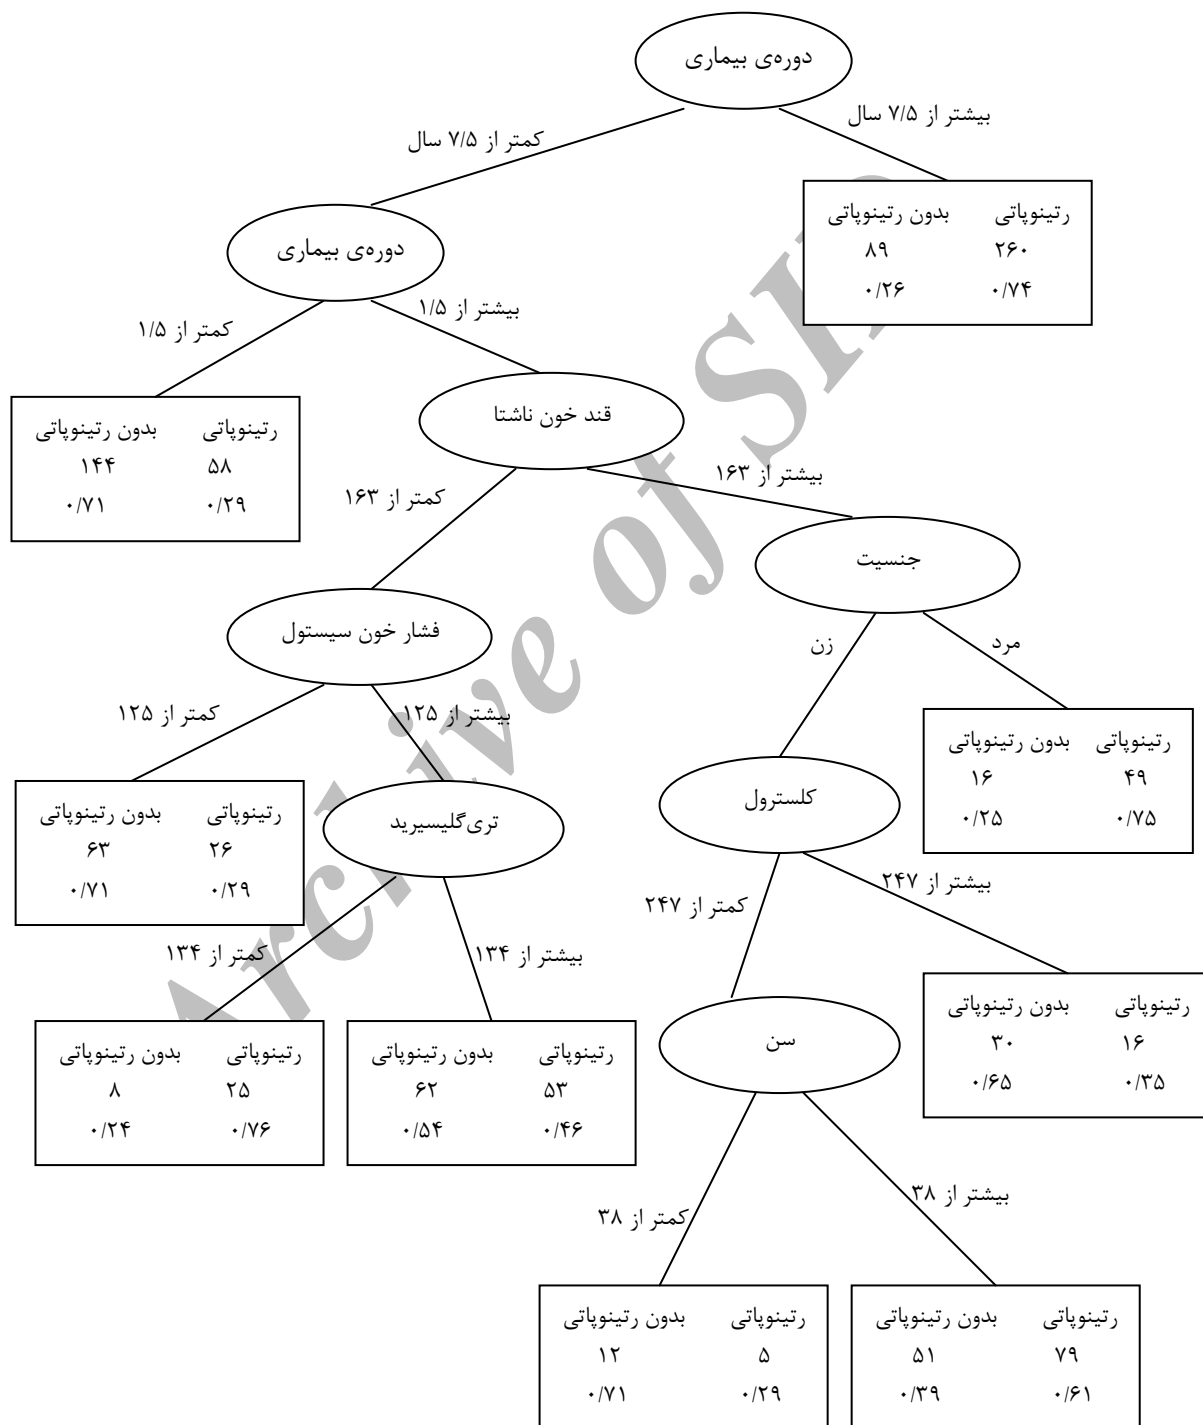 دوره‌ی بیماری
بیشتر از ۷/۵ سال
کمتر از ۷/۵ سال
رتینوپاتی بدون رتینوپاتی
۲۶۰ ۸۹
۰/۷۴ ۰/۲۶
دوره‌ی بیماری
بیشتر از ۱/۵
کمتر از ۱/۵
قند خون ناشتا
رتینوپاتی بدون رتینوپاتی
۵۸ ۱۴۴
۰/۲۹ ۰/۷۱
بیشتر از ۱۶۳
کمتر از ۱۶۳
جنسیت
فشار خون سیستول
مرد
زن
بیشتر از ۱۲۵
کمتر از ۱۲۵
رتینوپاتی بدون رتینوپاتی
۴۹ ۱۶
۰/۷۵ ۰/۲۵
کلسترول
تری‌گلیسیرید
رتینوپاتی بدون رتینوپاتی
۲۶ ۶۳
۰/۲۹ ۰/۷۱
بیشتر از ۲۴۷
کمتر از ۲۴۷
بیشتر از ۱۳۴
کمتر از ۱۳۴
رتینوپاتی بدون رتینوپاتی
۱۶ ۳۰
۰/۳۵ ۰/۶۵
سن
رتینوپاتی بدون رتینوپاتی
۵۳ ۶۲
۰/۴۶ ۰/۵۴
رتینوپاتی بدون رتینوپاتی
۲۵ ۸
۰/۷۶ ۰/۲۴
بیشتر از ۳۸
کمتر از ۳۸
رتینوپاتی بدون رتینوپاتی
۷۹ ۵۱
۰/۶۱ ۰/۳۹
رتینوپاتی بدون رتینوپاتی
۵ ۱۲
۰/۲۹ ۰/۷۱
Archive of SID